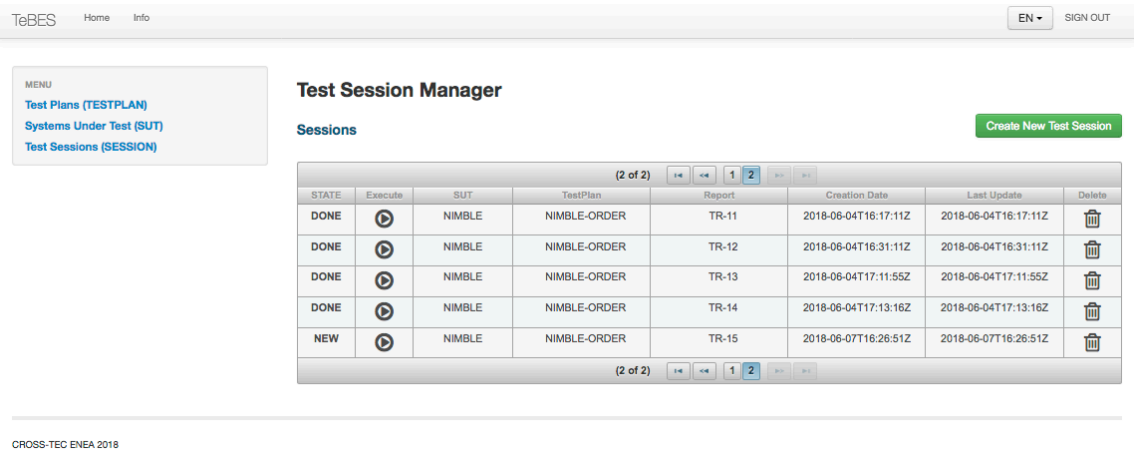 TeBES Home Info EN SIGN OUT
MENU
Test Plans (TESTPLAN)
Systems Under Test (SUT)
Test Sessions (SESSION)
Test Session Manager
Sessions
Create New Test Session
(2 of 2) 1 2
STATE Execute SUT TestPlan Report Creation Date Last Update Delete
DONE NIMBLE NIMBLE-ORDER TR-11 2018-06-04T16:17:11Z 2018-06-04T16:17:11Z
DONE NIMBLE NIMBLE-ORDER TR-12 2018-06-04T16:31:11Z 2018-06-04T16:31:11Z
DONE NIMBLE NIMBLE-ORDER TR-13 2018-06-04T17:11:55Z 2018-06-04T17:11:55Z
DONE NIMBLE NIMBLE-ORDER TR-14 2018-06-04T17:13:16Z 2018-06-04T17:13:16Z
NEW NIMBLE NIMBLE-ORDER TR-15 2018-06-07T16:26:51Z 2018-06-07T16:26:51Z
(2 of 2) 1 2
CROSS-TEC ENEA 2018